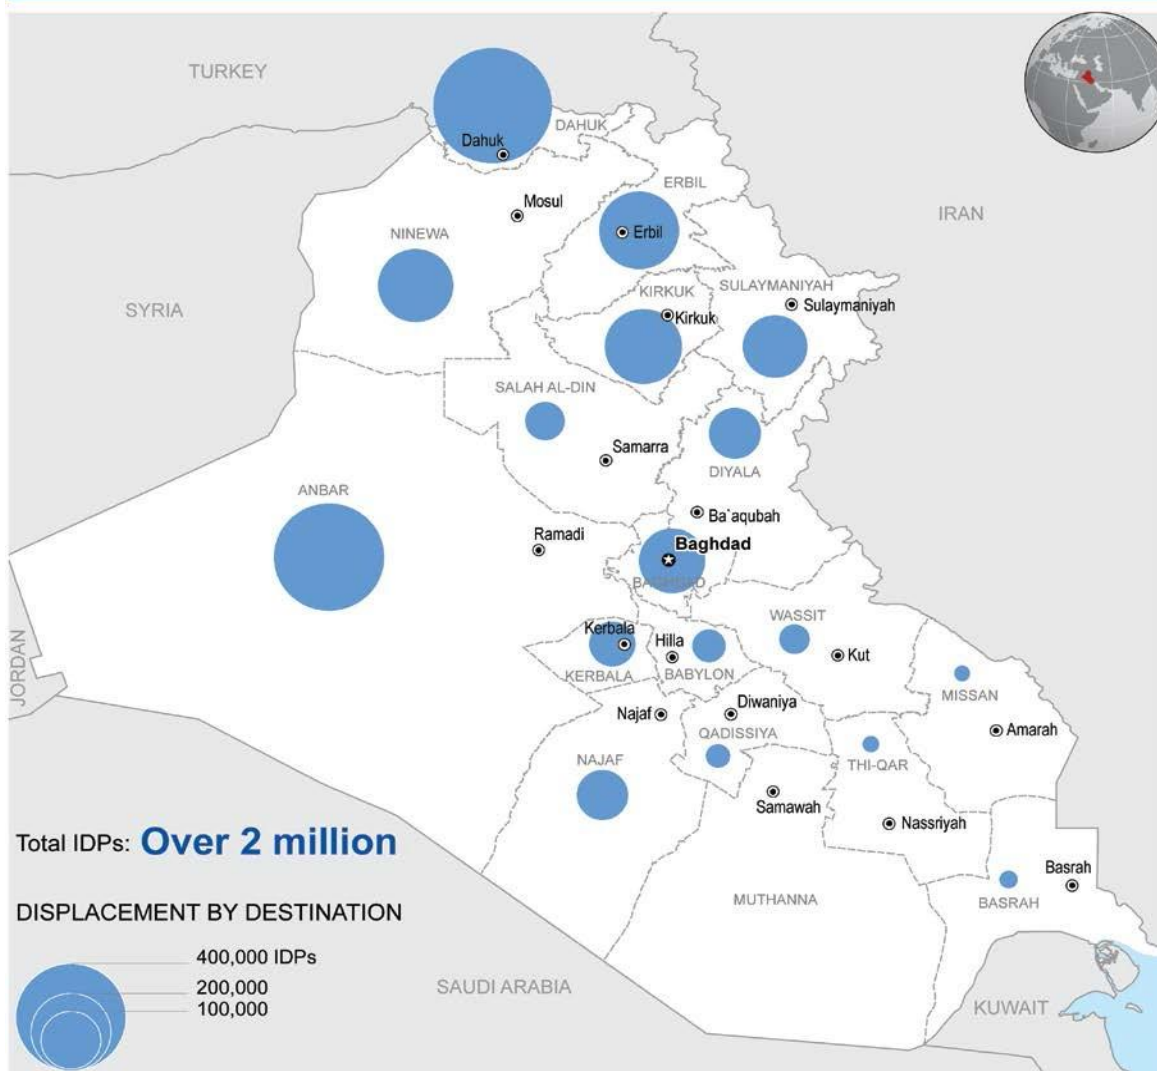 TURKEY
DAHUK
Dahuk
ERBIL
Mosul
IRAN
NINEWA
Erbil
KIRKUK
SULAYMANIYAH
SYRIA
Sulaymaniyah
Kirkuk
SALAH AL-DIN
Samarra
DIYALA
ANBAR
Ba`aqubah
Ramadi
Baghdad
BAGHDAD
WASSIT
Kerbala
Hilla
Kut
JORDAN
KERBALA
BABYLON
MISSAN
Najaf
Diwaniya
QADISSIYA
Amarah
NAJAF
THI-QAR
Samawah
Nassriyah
Total IDPs: Over 2 million
Basrah
MUTHANNA
BASRAH
DISPLACEMENT BY DESTINATION
400,000 IDPs
200,000
100,000
SAUDI ARABIA
KUWAIT